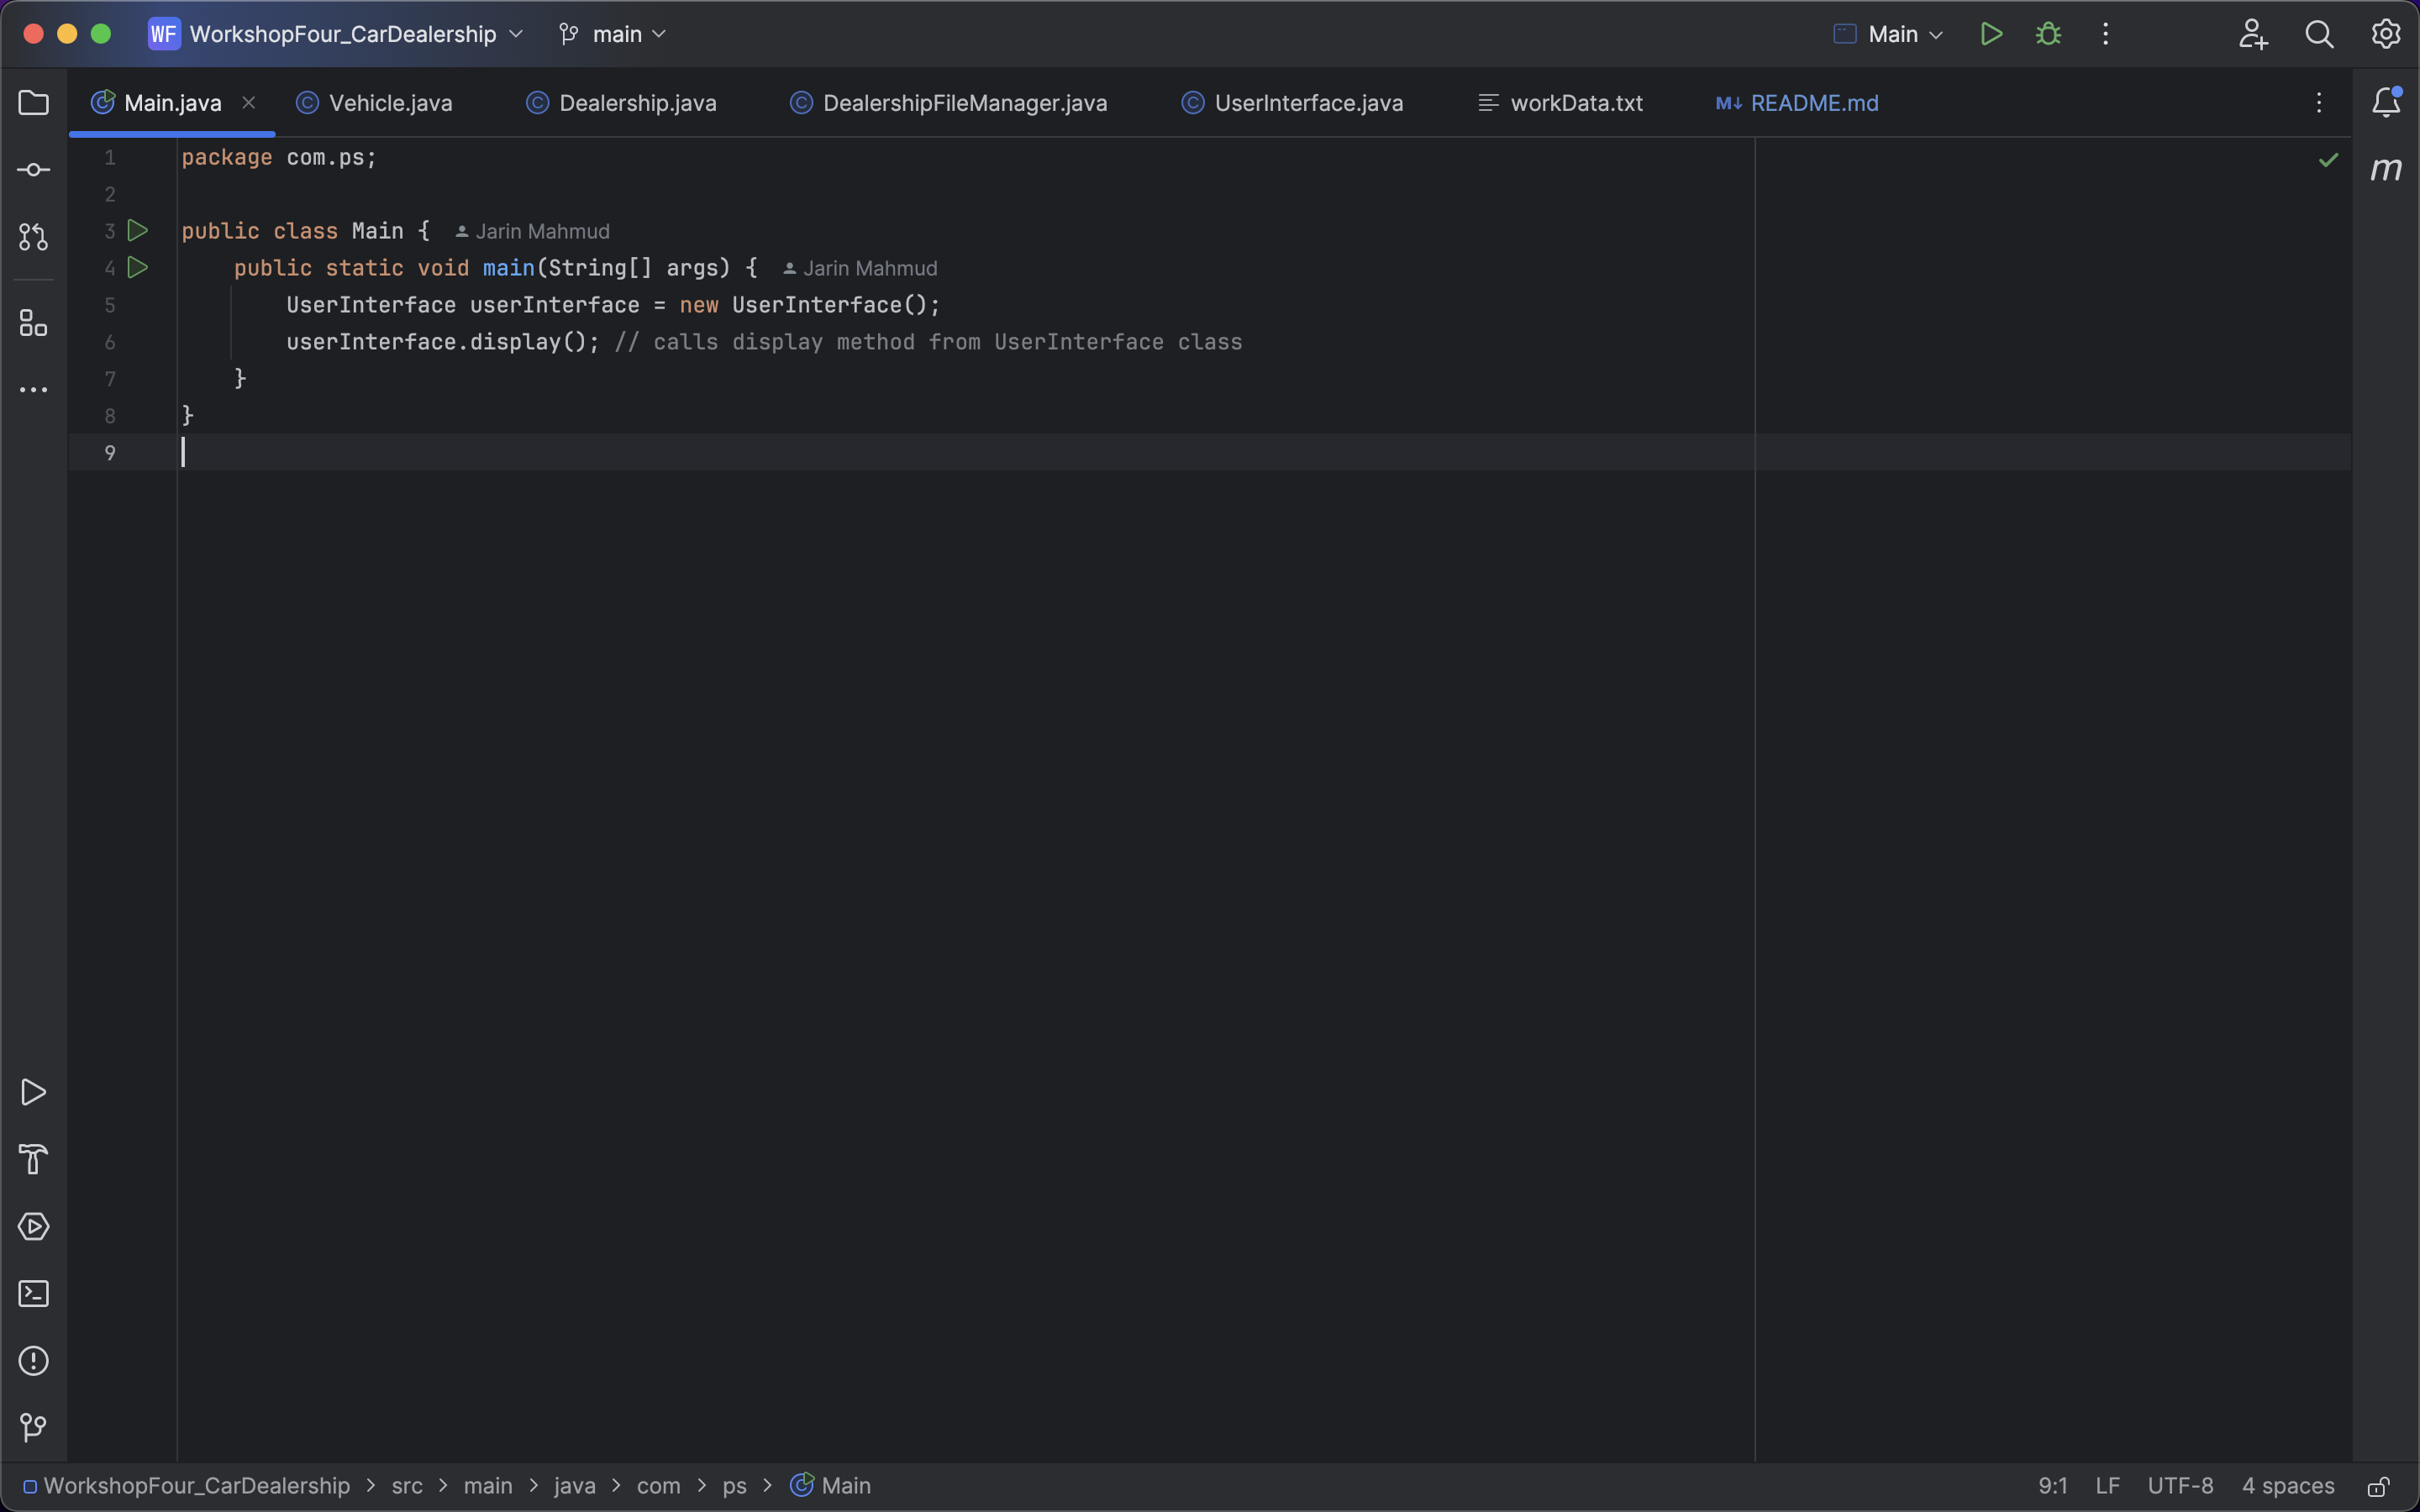 WF WorkshopFour_CarDealership main Main
Main.java Vehicle.java Dealership.java DealershipFileManager.java UserInterface.java workData.txt M↓ README.md
1 package com.ps;
2
3 public class Main { Jarin Mahmud
4 public static void main(String[] args) { Jarin Mahmud
5 UserInterface userInterface = new UserInterface();
6 userInterface.display(); // calls display method from UserInterface class
7 }
8 }
9
m
WorkshopFour_CarDealership > src > main > java > com > ps > Main 9:1 LF UTF-8 4 spaces